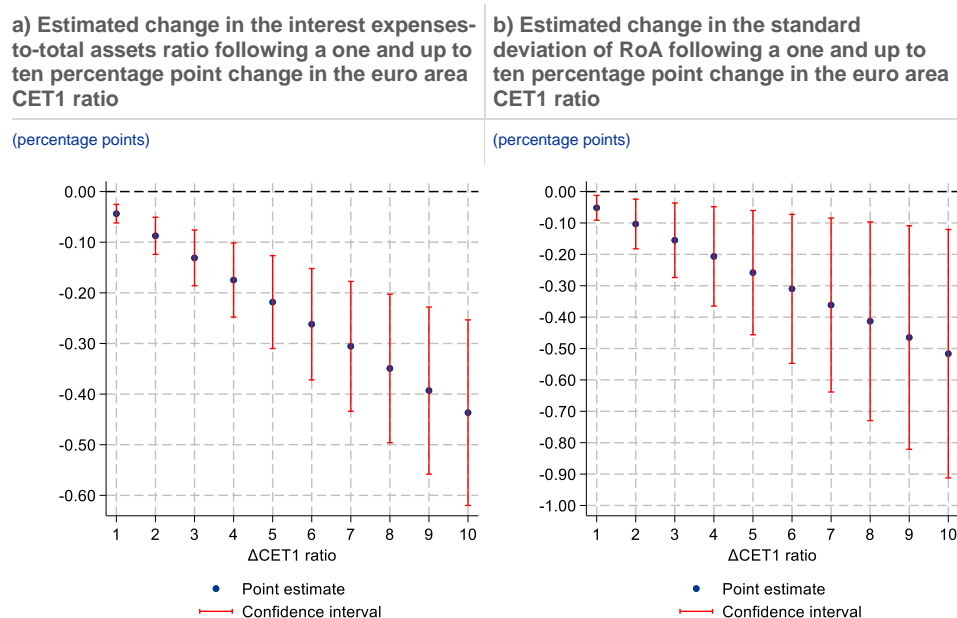 a) Estimated change in the interest expenses-
to-total assets ratio following a one and up to
ten percentage point change in the euro area
CET1 ratio
(percentage points)
0.00
-0.10
-0.20
-0.30
-0.40
-0.50
-0.60
1 2 3 4 5 6 7 8 9 10
ΔCET1 ratio
Point estimate
Confidence interval
b) Estimated change in the standard
deviation of RoA following a one and up to
ten percentage point change in the euro area
CET1 ratio
(percentage points)
0.00
-0.10
-0.20
-0.30
-0.40
-0.50
-0.60
-0.70
-0.80
-0.90
-1.00
1 2 3 4 5 6 7 8 9 10
ΔCET1 ratio
Point estimate
Confidence interval